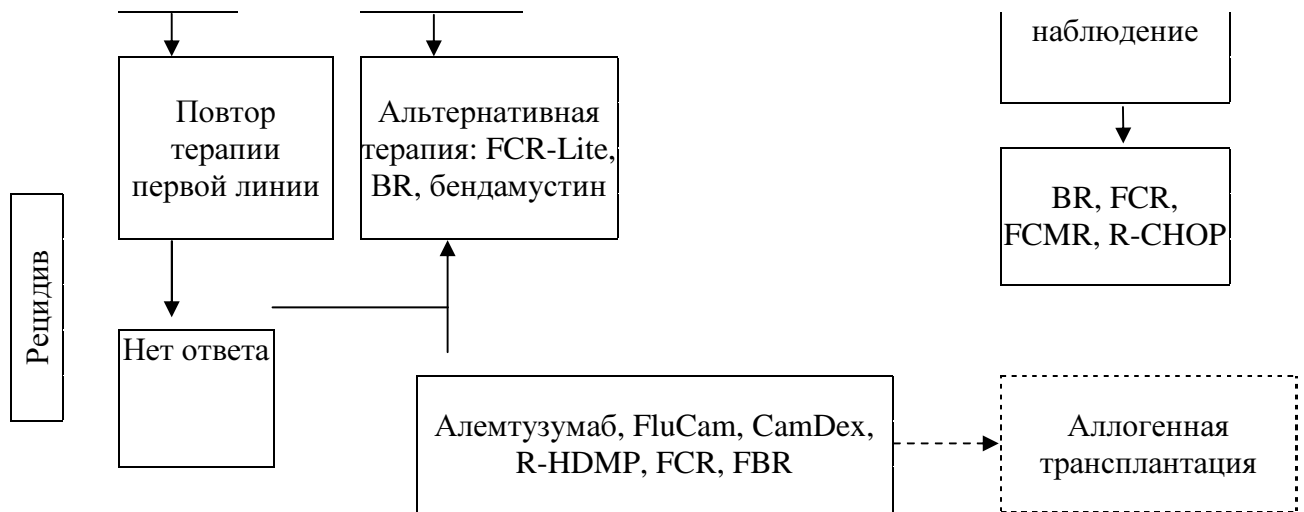 наблюдение
Повтор
терапии
первой линии
Альтернативная
терапия: FCR-Lite,
BR, бендамустин
BR, FCR,
FCMR, R-CHOP
Рецидив
Нет ответа
Алемтузумаб, FluCam, CamDex,
R-HDMP, FCR, FBR
Аллогенная
трансплантация